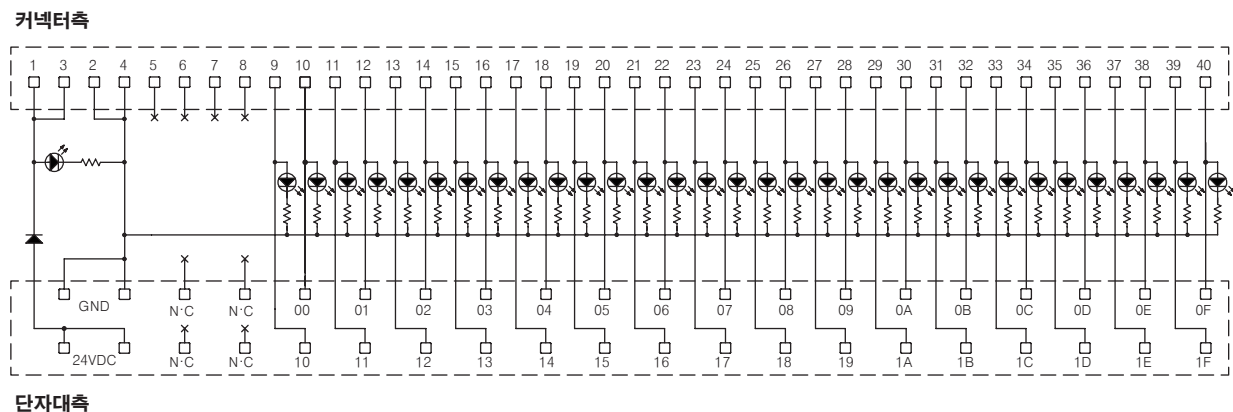 커넥터측
1 3 2 4 5 6 7 8 9 10 11 12 13 14 15 16 17 18 19 20 21 22 23 24 25 26 27 28 29 30 31 32 33 34 35 36 37 38 39 40
GND N·C N·C 00 01 02 03 04 05 06 07 08 09 0A 0B 0C 0D 0E 0F
24VDC N·C N·C 10 11 12 13 14 15 16 17 18 19 1A 1B 1C 1D 1E 1F
단자대측